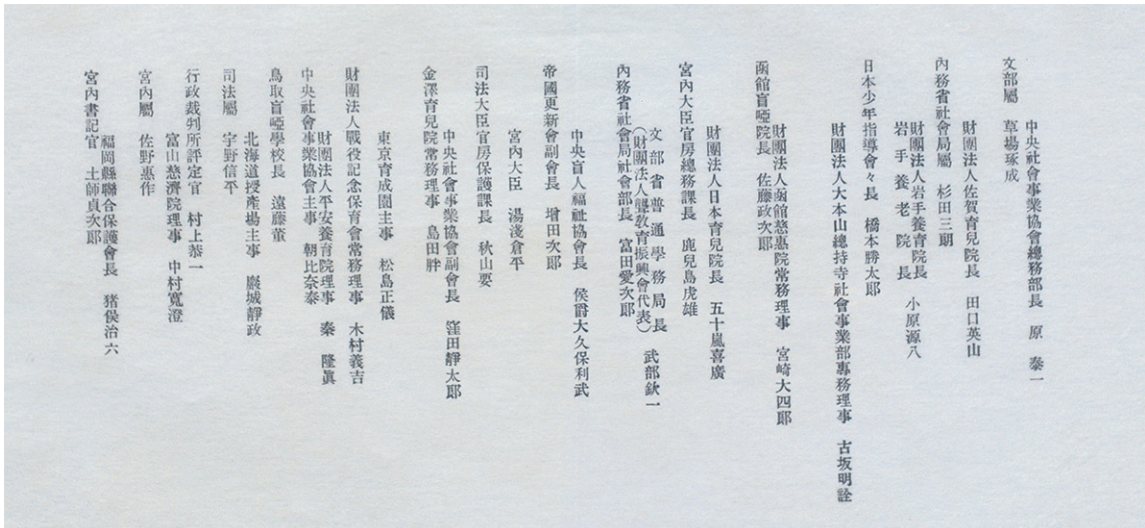 中央社會事業協會總務部長　原　泰一
文部屬　草場琢成
財團法人佐賀育兒院長　田口英山
內務省社會局屬　杉田三朗
財團法人岩手養育院長　小原源八
岩手養老院長
日本少年指導會々長　橋本勝太郎
財團法人大本山總持寺社會事業部專務理事　古坂明詮
財團法人函館慈惠院常務理事　宮崎大四郎
函館盲啞院長　佐藤政次郎
財團法人日本育兒院長　五十嵐喜廣
宮內大臣官房總務課長　鹿兒島虎雄
文部省普通學務局長　武部欽一
（財團法人聾敎育振興會代表）
內務省社會局社會部長　富田愛次郎
中央盲人福祉協會長　侯爵大久保利武
帝國更新會副會長　增田次郎
宮內大臣　湯淺倉平
司法大臣官房保護課長　秋山要
中央社會事業協會副會長　窪田靜太郎
金澤育兒院常務理事　島田胖
東京育成園主事　松島正儀
財團法人戰役記念保育會常務理事　木村義吉
財團法人平安養育院理事　秦　隆眞
中央社會事業協會主事　朝比奈泰
鳥取盲啞學校長　遠藤董
北海道授產場主事　巖城靜政
司法屬　宇野信平
行政裁判所評定官　村上恭一
富山慈濟院理事　中村寬澄
宮內屬　佐野惠作
福岡縣聯合保護會長　猪俣治六
宮內書記官　土師貞次郎